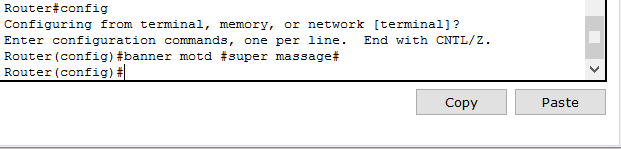 Router#config
Configuring from terminal, memory, or network [terminal]?
Enter configuration commands, one per line.  End with CNTL/Z.
Router(config)#banner motd #super massage#
Router(config)#
Copy
Paste